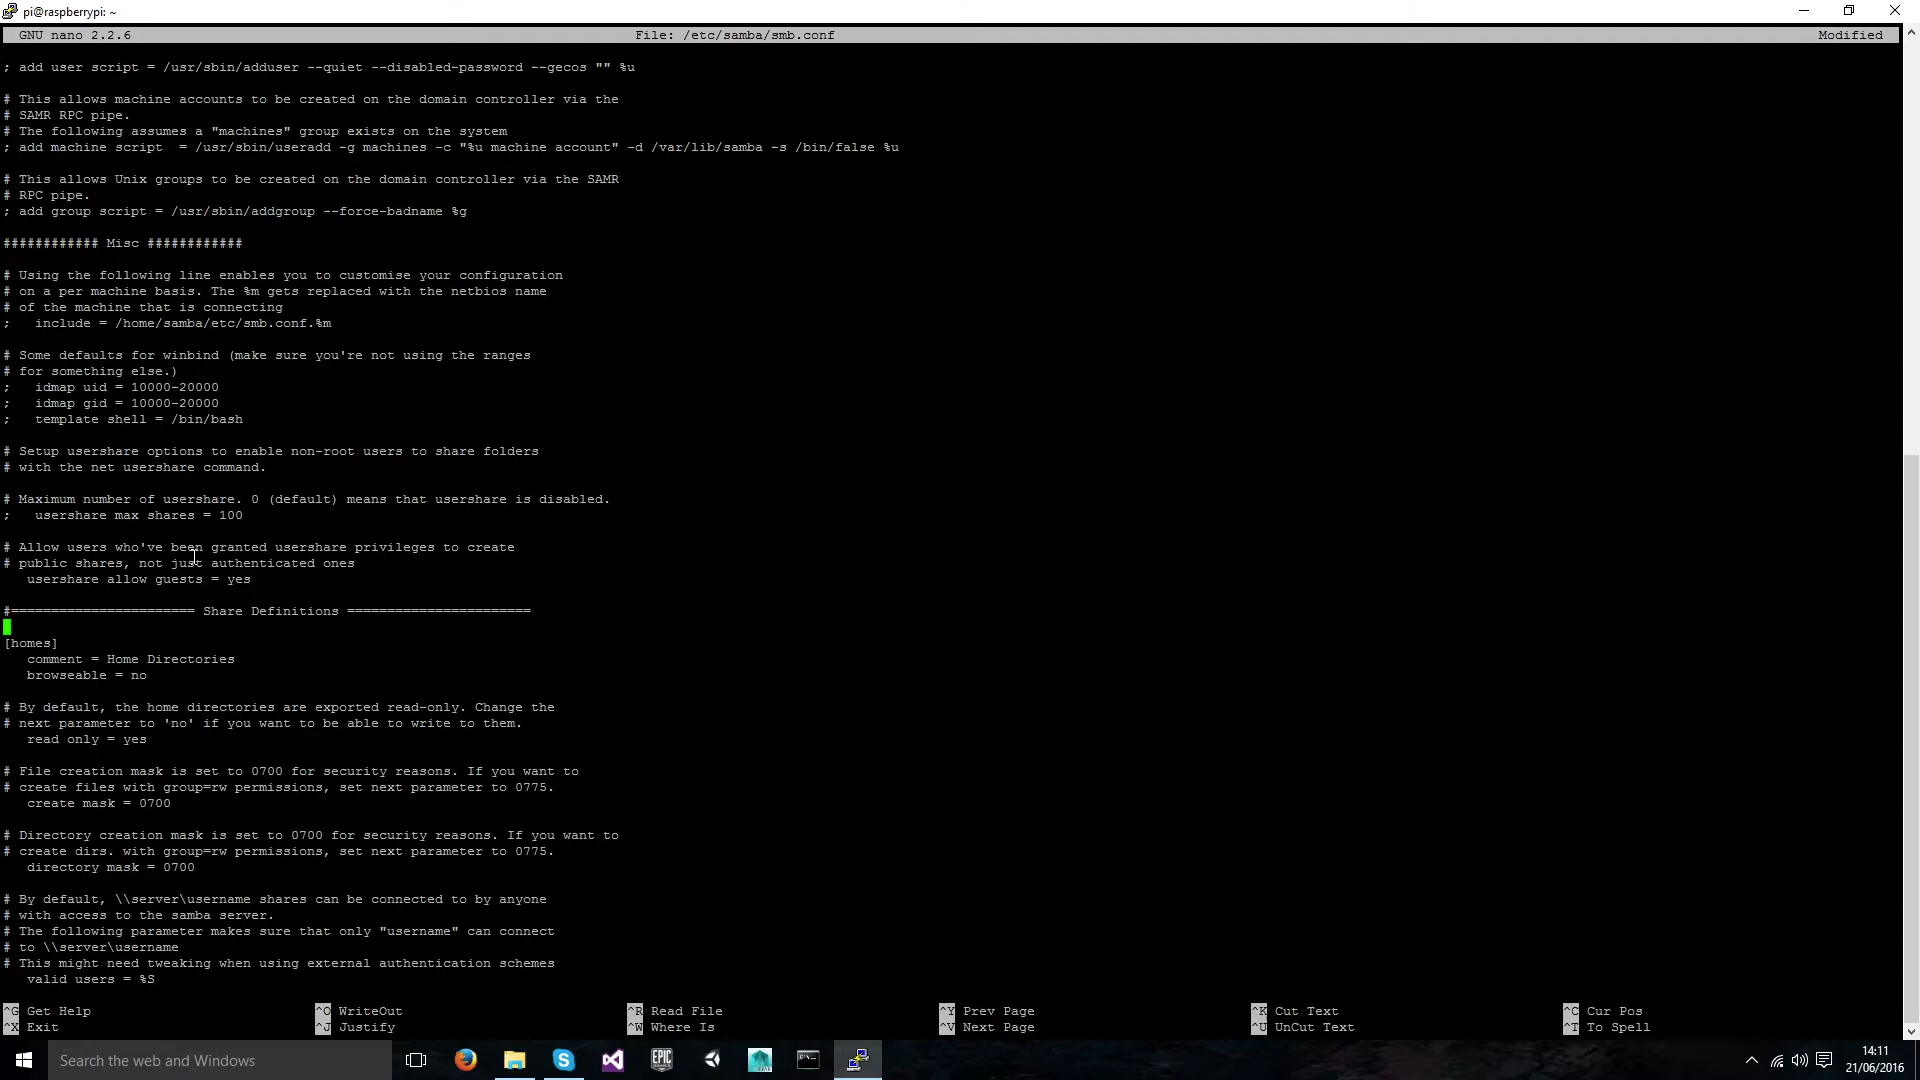 pi@raspberrypi: ~
GNU nano 2.2.6 File: /etc/samba/smb.conf Modified
; add user script = /usr/sbin/adduser --quiet --disabled-password --gecos "" %u
# This allows machine accounts to be created on the domain controller via the
# SAMR RPC pipe.
# The following assumes a "machines" group exists on the system
; add machine script  = /usr/sbin/useradd -g machines -c "%u machine account" -d /var/lib/samba -s /bin/false %u
# This allows Unix groups to be created on the domain controller via the SAMR
# RPC pipe.
; add group script = /usr/sbin/addgroup --force-badname %g
############ Misc ############
# Using the following line enables you to customise your configuration
# on a per machine basis. The %m gets replaced with the netbios name
# of the machine that is connecting
;   include = /home/samba/etc/smb.conf.%m
# Some defaults for winbind (make sure you're not using the ranges
# for something else.)
;   idmap uid = 10000-20000
;   idmap gid = 10000-20000
;   template shell = /bin/bash
# Setup usershare options to enable non-root users to share folders
# with the net usershare command.
# Maximum number of usershare. 0 (default) means that usershare is disabled.
;   usershare max shares = 100
# Allow users who've been granted usershare privileges to create
# public shares, not just authenticated ones
   usershare allow guests = yes
#======================= Share Definitions =======================
[homes]
   comment = Home Directories
   browseable = no
# By default, the home directories are exported read-only. Change the
# next parameter to 'no' if you want to be able to write to them.
   read only = yes
# File creation mask is set to 0700 for security reasons. If you want to
# create files with group=rw permissions, set next parameter to 0775.
   create mask = 0700
# Directory creation mask is set to 0700 for security reasons. If you want to
# create dirs. with group=rw permissions, set next parameter to 0775.
   directory mask = 0700
# By default, \\server\username shares can be connected to by anyone
# with access to the samba server.
# The following parameter makes sure that only "username" can connect
# to \\server\username
# This might need tweaking when using external authentication schemes
   valid users = %S
^G Get Help ^O WriteOut ^R Read File ^Y Prev Page ^K Cut Text ^C Cur Pos
^X Exit ^J Justify ^W Where Is ^V Next Page ^U UnCut Text ^T To Spell
Search the web and Windows
EPIC
14:11
21/06/2016